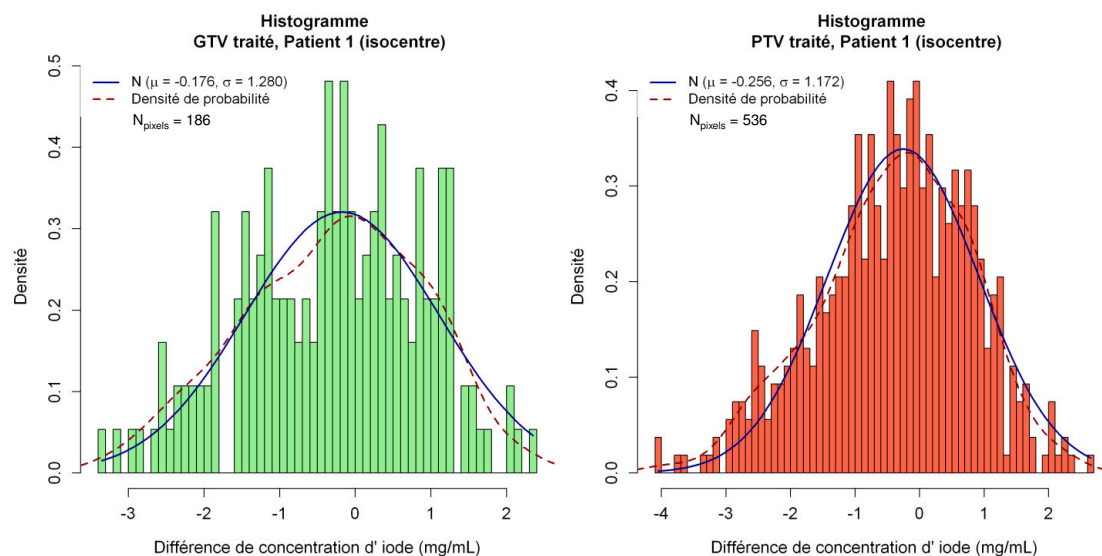 Histogramme
GTV traité, Patient 1 (isocentre)
N (μ = -0.176, σ = 1.280)
Densité de probabilité
Npixels = 186
Densité
0.5
0.4
0.3
0.2
0.1
0.0
-3 -2 -1 0 1 2
Différence de concentration d' iode (mg/mL)
Histogramme
PTV traité, Patient 1 (isocentre)
N (μ = -0.256, σ = 1.172)
Densité de probabilité
Npixels = 536
Densité
0.4
0.3
0.2
0.1
0.0
-4 -3 -2 -1 0 1 2
Différence de concentration d' iode (mg/mL)